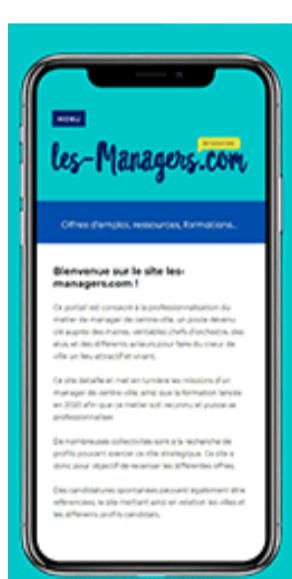 MENU
les-Managers.com
Offres d'emploi, ressources, formations...
Bienvenue sur le site les-
managers.com !
Ce portail est consacré à la professionnalisation du
métier de manager de centre-ville, un poste devenu
clé auprès des maires, véritables chefs d'orchestre, des
élus, et des différents acteurs pour faire du cœur de
ville un lieu attractif et vivant.
Ce site détaille et met en lumière les missions d'un
manager de centre-ville, ainsi que la formation lancée
en 2020 afin que ce métier soit reconnu et puisse se
professionnaliser.
De nombreuses collectivités sont à la recherche de
profils pouvant exercer ce rôle stratégique. Ce site a
donc pour objectif de recenser les différentes offres.
Des candidatures spontanées peuvent également être
référencées, le site mettant ainsi en relation les villes et
les différents profils candidats.